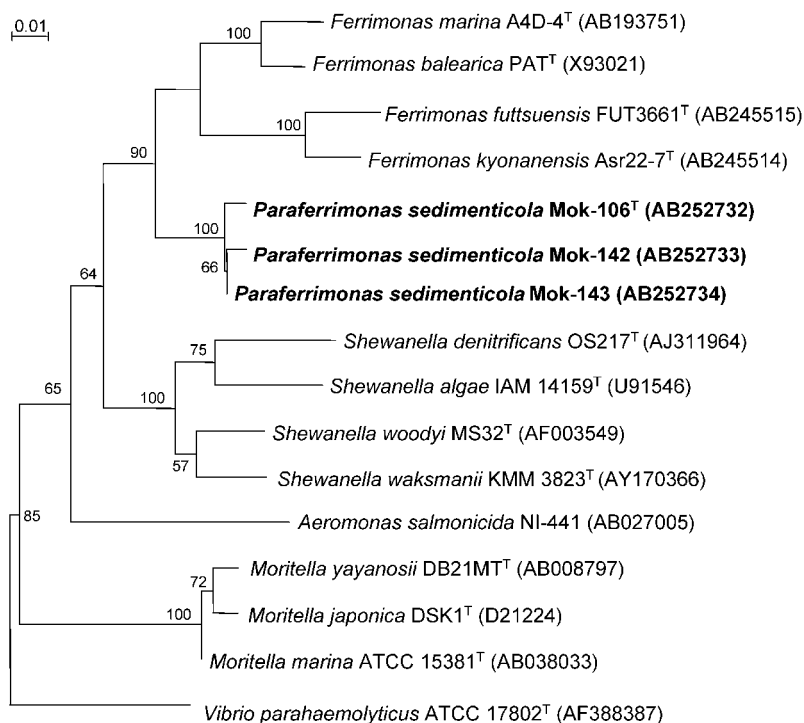 0.01
100
Ferrimonas marina A4D-4ᵀ (AB193751)
Ferrimonas balearica PATᵀ (X93021)
100
Ferrimonas futtsuensis FUT3661ᵀ (AB245515)
Ferrimonas kyonanensis Asr22-7ᵀ (AB245514)
90
100
Paraferrimonas sedimenticola Mok-106ᵀ (AB252732)
Paraferrimonas sedimenticola Mok-142 (AB252733)
66
Paraferrimonas sedimenticola Mok-143 (AB252734)
64
75
Shewanella denitrificans OS217ᵀ (AJ311964)
Shewanella algae IAM 14159ᵀ (U91546)
65
100
Shewanella woodyi MS32ᵀ (AF003549)
57
Shewanella waksmanii KMM 3823ᵀ (AY170366)
85
Aeromonas salmonicida NI-441 (AB027005)
72
Moritella yayanosii DB21MTᵀ (AB008797)
100
Moritella japonica DSK1ᵀ (D21224)
Moritella marina ATCC 15381ᵀ (AB038033)
Vibrio parahaemolyticus ATCC 17802ᵀ (AF388387)